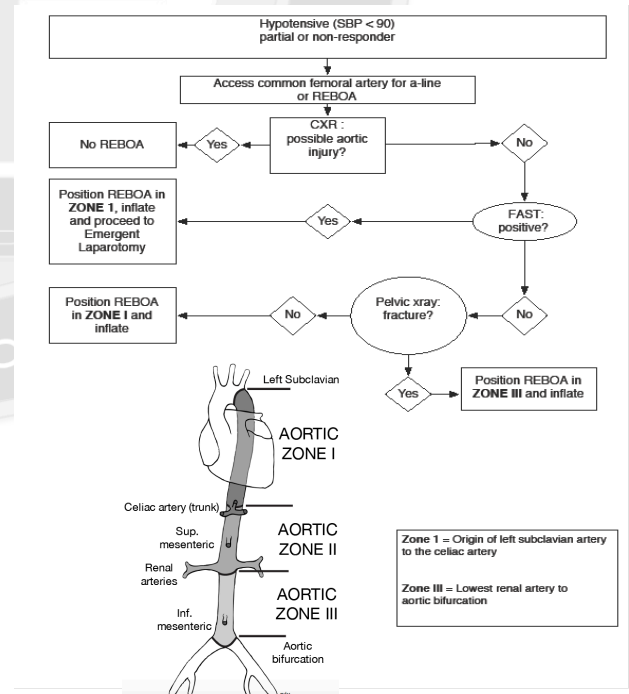 Hypotensive (SBP < 90)
partial or non-responder
Access common femoral artery for a-line
or REBOA
CXR :
possible aortic
injury?
Yes
No REBOA
No
FAST:
positive?
Yes
Position REBOA in
ZONE 1, inflate
and proceed to
Emergent
Laparotomy
No
Pelvic xray:
fracture?
No
Position REBOA
in ZONE I and
inflate
Yes
Position REBOA in
ZONE III and inflate
Left Subclavian
AORTIC
ZONE I
Celiac artery (trunk)
Sup.
mesenteric
AORTIC
ZONE II
Renal
arteries
AORTIC
ZONE III
Inf.
mesenteric
Aortic
bifurcation
Zone 1 = Origin of left subclavian artery
to the celiac artery
Zone III = Lowest renal artery to
aortic bifurcation